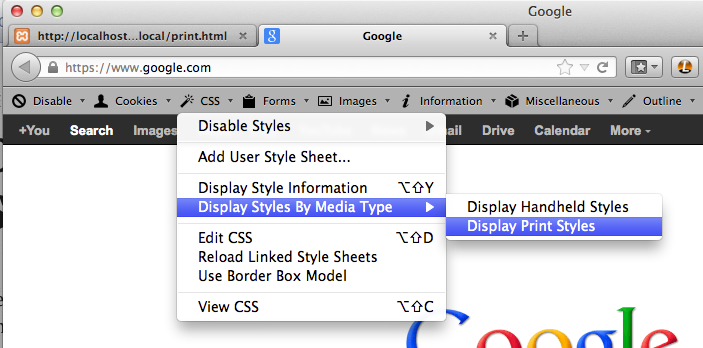 Google
http://localhost...local/print.html
Google
https://www.google.com
Disable Cookies CSS Forms Images Information Miscellaneous Outline
+You Search Images Drive Calendar More
Disable Styles
Add User Style Sheet...
Display Style Information ⌥⇧Y
Display Styles By Media Type
Display Handheld Styles
Display Print Styles
Edit CSS ⌥⇧D
Reload Linked Style Sheets
Use Border Box Model
View CSS ⌥⇧C
Google